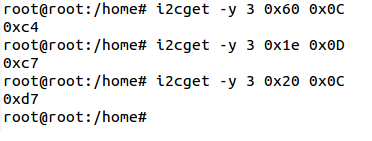 root@root:/home# i2cget -y 3 0x60 0x0C
0xc4
root@root:/home# i2cget -y 3 0x1e 0x0D
0xc7
root@root:/home# i2cget -y 3 0x20 0x0C
0xd7
root@root:/home#